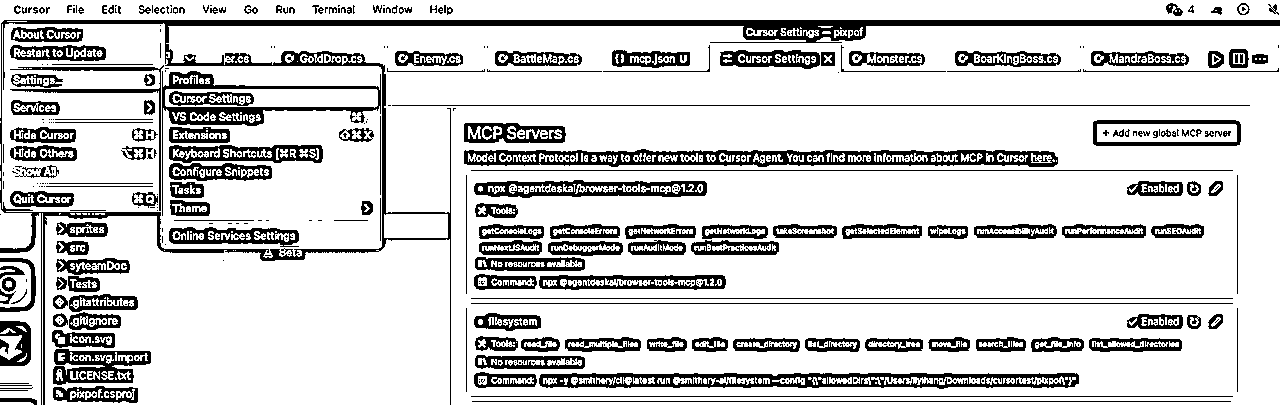 Cursor File Edit Selection View Go Run Terminal Window Help 4
About Cursor
Restart to Update
Settings...
Services
Hide Cursor ⌘H
Hide Others ⌥⌘H
Show All
Quit Cursor ⌘Q
Profiles
Cursor Settings
VS Code Settings ⌘,
Extensions ⇧⌘X
Keyboard Shortcuts [⌘R ⌘S]
Configure Snippets
Tasks
Theme
Online Services Settings
Beta
Cursor Settings — pixpof
GoldDrop.cs Enemy.cs BattleMap.cs {} mcp.json U Cursor Settings Monster.cs BoarKingBoss.cs MandraBoss.cs
sprites
src
syteamDoc
Tests
.gitattributes
.gitignore
icon.svg
icon.svg.import
LICENSE.txt
pixpof.csproj
MCP Servers
+ Add new global MCP server
Model Context Protocol is a way to offer new tools to Cursor Agent. You can find more information about MCP in Cursor here.
npx @agentdeskai/browser-tools-mcp@1.2.0 Enabled
Tools:
getConsoleLogs getConsoleErrors getNetworkErrors getNetworkLogs takeScreenshot getSelectedElement wipeLogs runAccessibilityAudit runPerformanceAudit runSEOAudit
runNextJSAudit runDebuggerMode runAuditMode runBestPracticesAudit
No resources available
Command: npx @agentdeskai/browser-tools-mcp@1.2.0
filesystem Enabled
Tools: read_file read_multiple_files write_file edit_file create_directory list_directory directory_tree move_file search_files get_file_info list_allowed_directories
No resources available
Command: npx -y @smithery/cli@latest run @smithery-ai/filesystem --config "{\"allowedDirs\":\"/Users/liyihang/Downloads/cursortest/pixpof\"}"